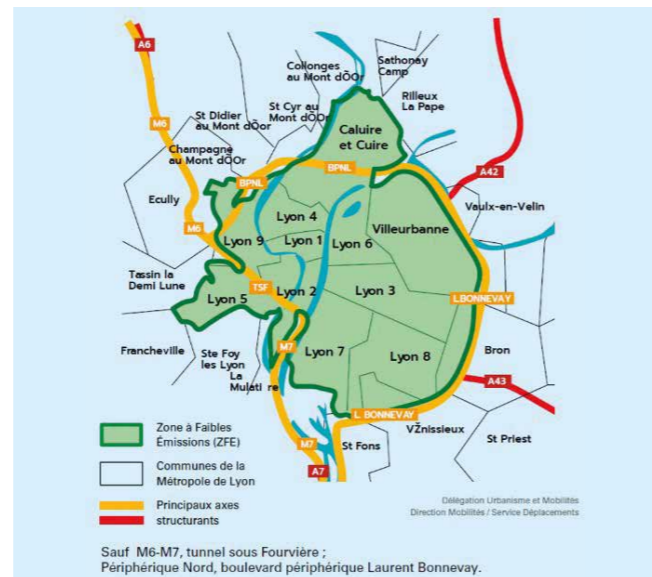 A6
Collonges
au Mont dÕOr
Sathonay
Camp
Rilleux
La Pape
M6
St Didier
au Mont dÕOr
St Cyr au
Mont dÕOr
Caluire
et Cuire
Champagne
au Mont dÕOr
BPNL
BPNL
A42
Ecully
Vaulx-en-Velin
Lyon 4
Villeurbanne
M6
Lyon 9
Lyon 1
Lyon 6
Tassin la
Demi Lune
TSF
Lyon 2
Lyon 3
L.BONNEVAY
Lyon 5
Francheville
Ste Foy
les Lyon
M7
Lyon 7
Lyon 8
Bron
La
Mulati re
A43
L. BONNEVAY
VŽnissieux
St Priest
St Fons
M7
A7
Zone à Faibles
Émissions (ZFE)
Communes de la
Métropole de Lyon
Principaux axes
structurants
Délégation Urbanisme et Mobilités
Direction Mobilités / Service Déplacements
Sauf M6-M7, tunnel sous Fourvière ;
Périphérique Nord, boulevard périphérique Laurent Bonnevay.